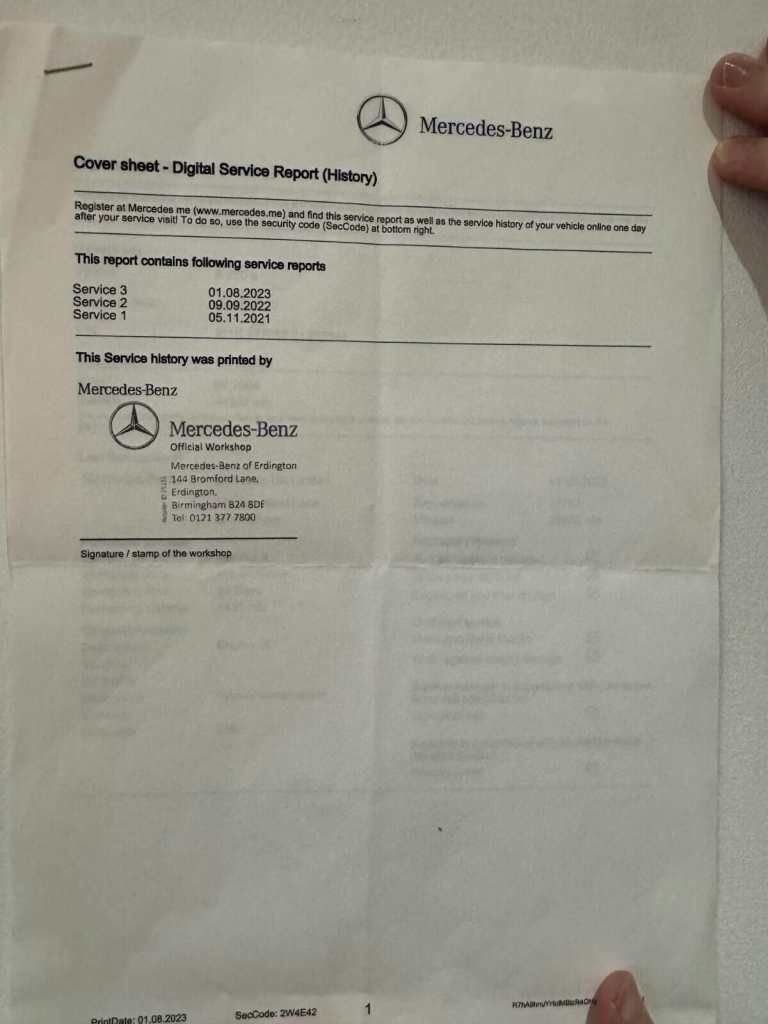 Mercedes-Benz
Cover sheet - Digital Service Report (History)
Register at Mercedes me (www.mercedes.me) and find this service report as well as the service history of your vehicle online one day
after your service visit! To do so, use the security code (SecCode) at bottom right.
This report contains following service reports
Service 3 01.08.2023
Service 2 09.09.2022
Service 1 05.11.2021
This Service history was printed by
Mercedes-Benz
Mercedes-Benz
Official Workshop
Mercedes-Benz of Erdington
144 Bromford Lane,
Erdington,
Birmingham B24 8DF
Tel: 0121 377 7800
Signature / stamp of the workshop
PrintDate: 01.08.2023 SecCode: 2W4E42 1